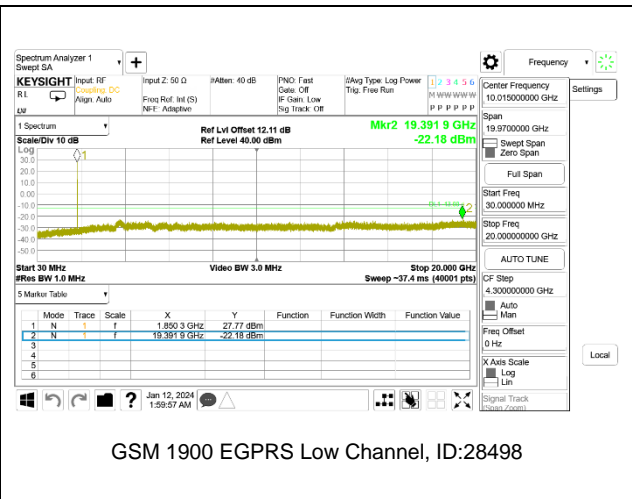 Spectrum Analyzer 1
Swept SA
Frequency
KEYSIGHT
Input: RF
Input Z: 50 Ω
#Atten: 40 dB
PNO: Fast
#Avg Type: Log Power
1 2 3 4 5 6
R L
Coupling: DC
Gate: Off
Trig: Free Run
M W W W W W
Align: Auto
Freq Ref: Int (S)
IF Gain: Low
NFE: Adaptive
Sig Track: Off
P P P P P P
Center Frequency
10.015000000 GHz
Settings
1 Spectrum
Ref Lvl Offset 12.11 dB
Mkr2 19.391 9 GHz
Scale/Div 10 dB
Ref Level 40.00 dBm
-22.18 dBm
Span
19.9700000 GHz
Swept Span
Zero Span
Full Span
Log
30.0
20.0
10.0
0.00
-10.0
-20.0
-30.0
-40.0
-50.0
1
2
Start Freq
30.000000 MHz
Stop Freq
20.000000000 GHz
AUTO TUNE
Start 30 MHz
Video BW 3.0 MHz
Stop 20.000 GHz
#Res BW 1.0 MHz
Sweep ~37.4 ms (40001 pts)
CF Step
4.300000000 GHz
Auto
Man
5 Marker Table
Mode Trace Scale X Y Function Function Width Function Value
1 N 1 f 1.850 3 GHz 27.77 dBm
2 N 1 f 19.391 9 GHz -22.18 dBm
3
4
5
6
Freq Offset
0 Hz
X Axis Scale
Log
Lin
Local
Signal Track
(Span Zoom)
?
Jan 12, 2024
1:59:57 AM
GSM 1900 EGPRS Low Channel, ID:28498